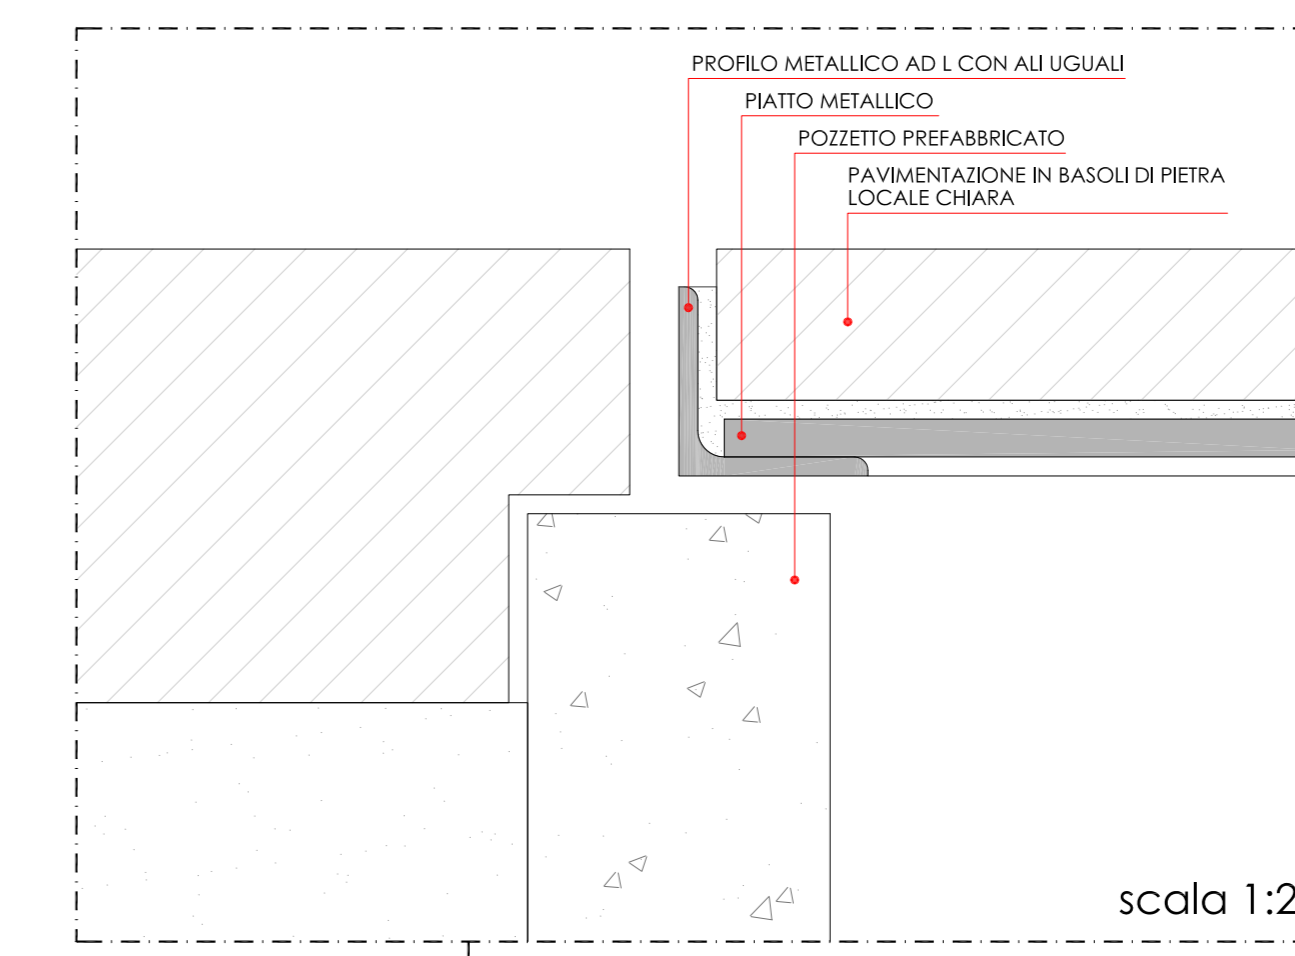 PROFILO METALLICO AD L CON ALI UGUALI
PIATTO METALLICO
POZZETTO PREFABBRICATO
PAVIMENTAZIONE IN BASOLI DI PIETRA
LOCALE CHIARA
scala 1:2